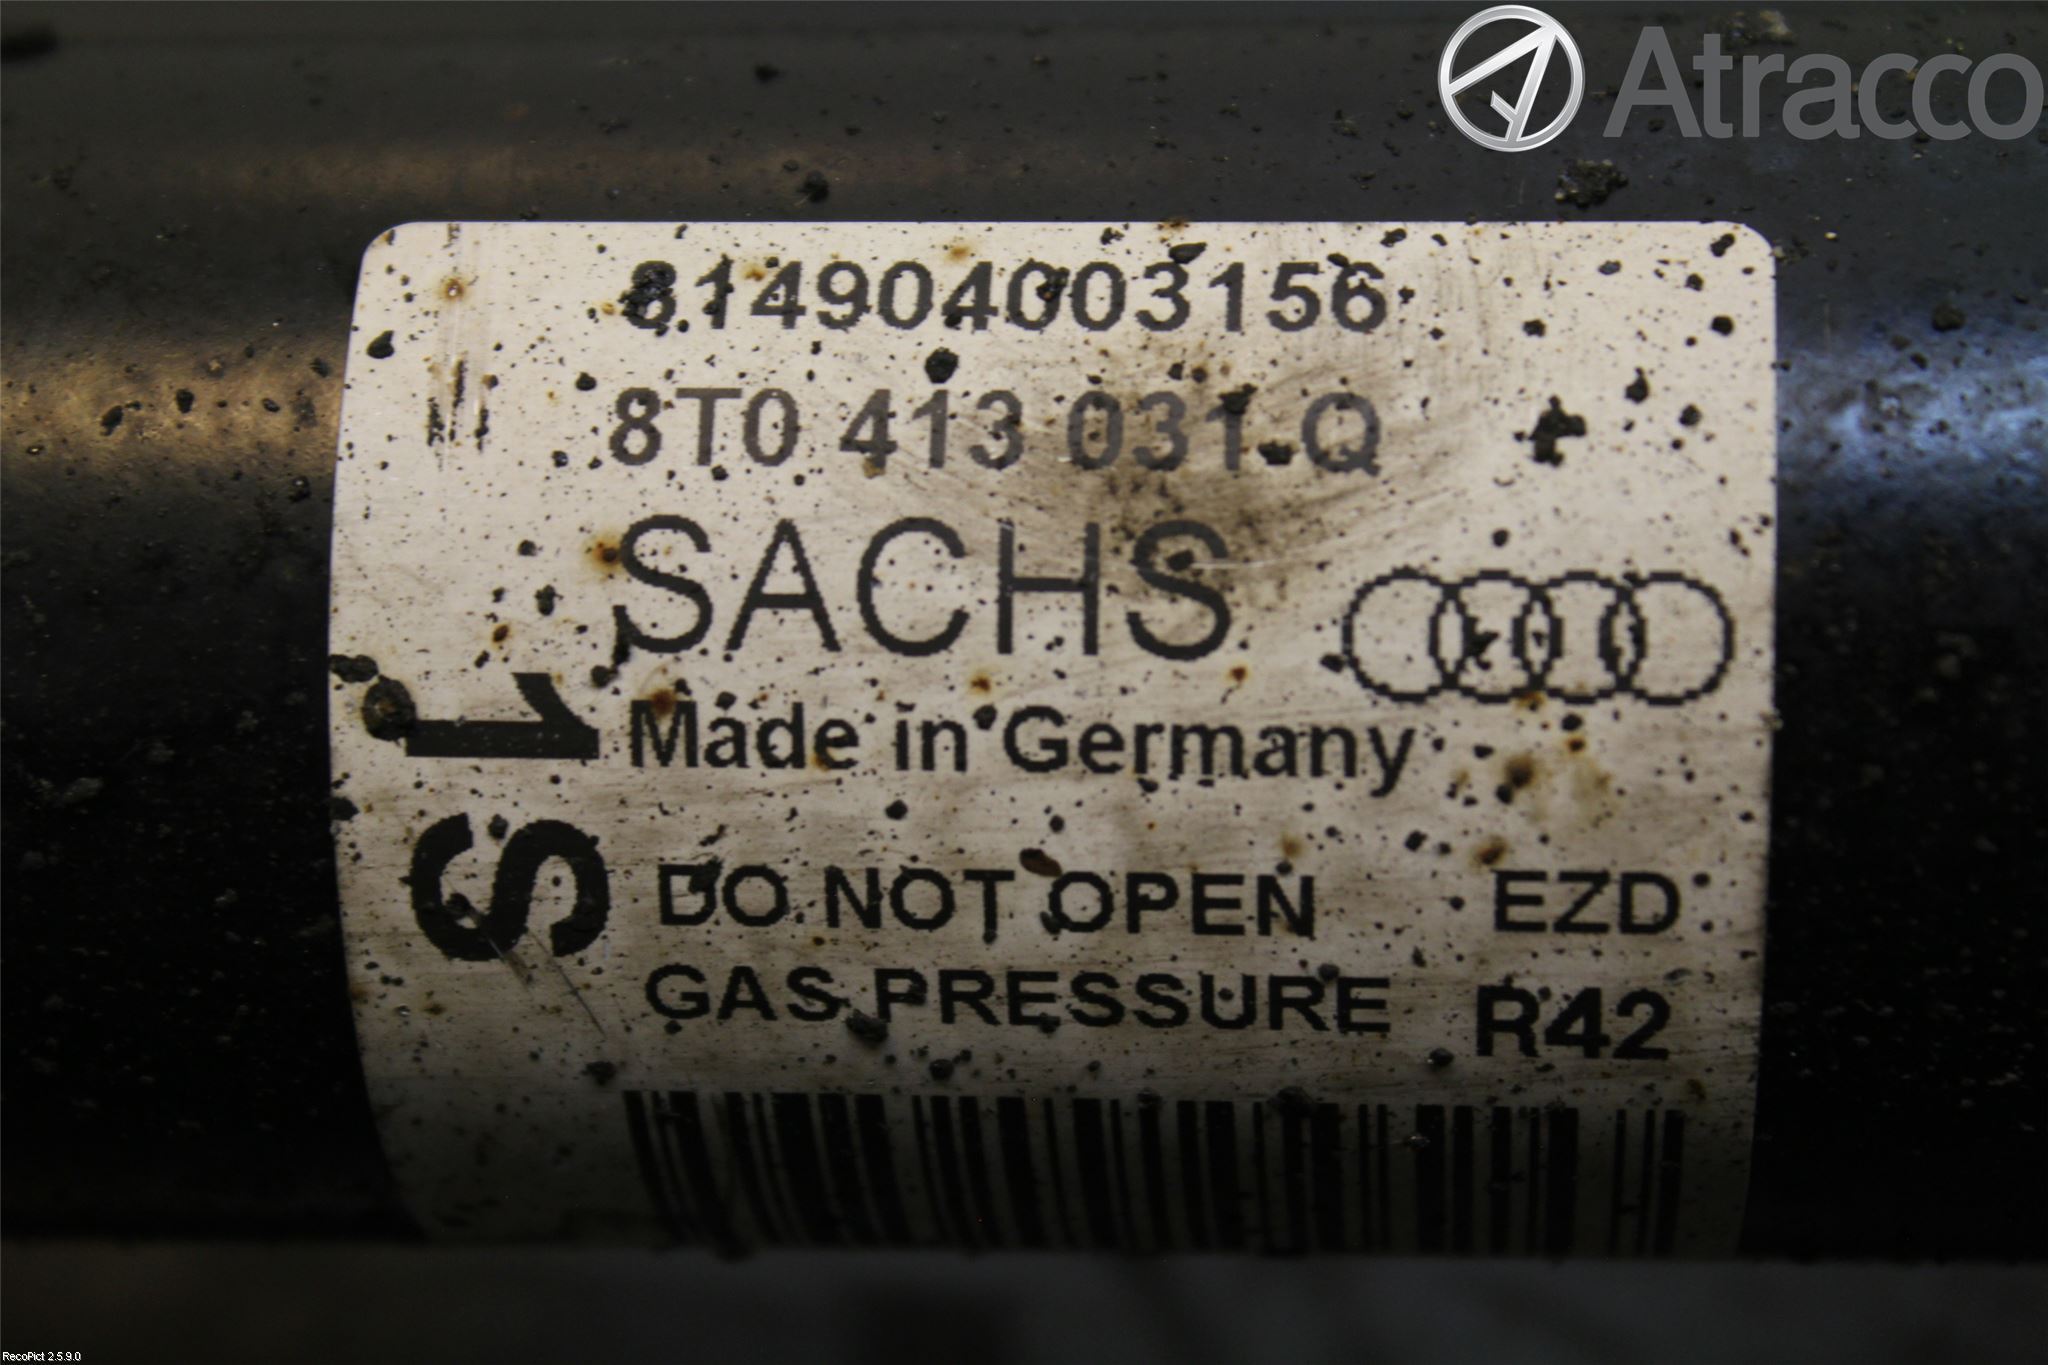 Atracco
814904003156
8T0 413 031 Q
SACHS
Made in Germany
S1
DO NOT OPEN EZD
GAS PRESSURE R42
RecoPict 2.5.9.0